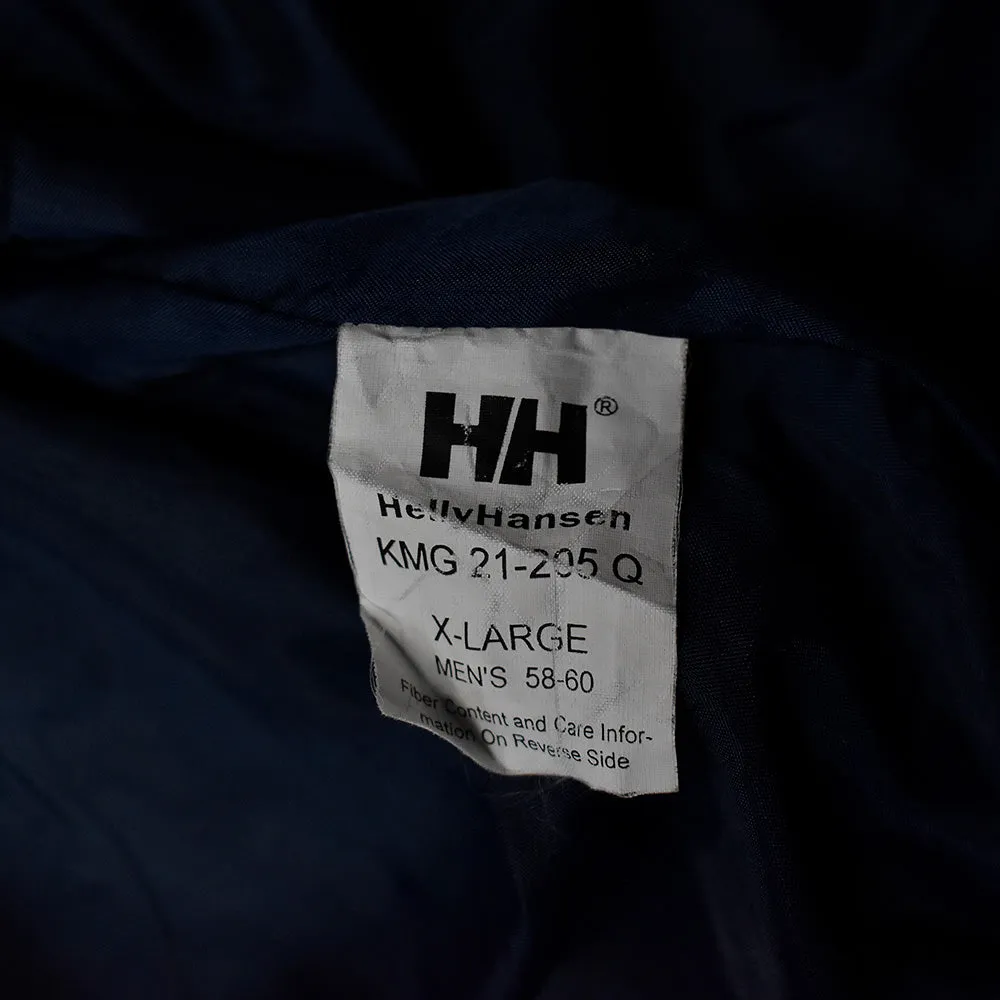 HH®
HellyHansen
KMG 21-205 Q
X-LARGE
MEN'S 58-60
Fiber Content and Care Infor-
mation On Reverse Side